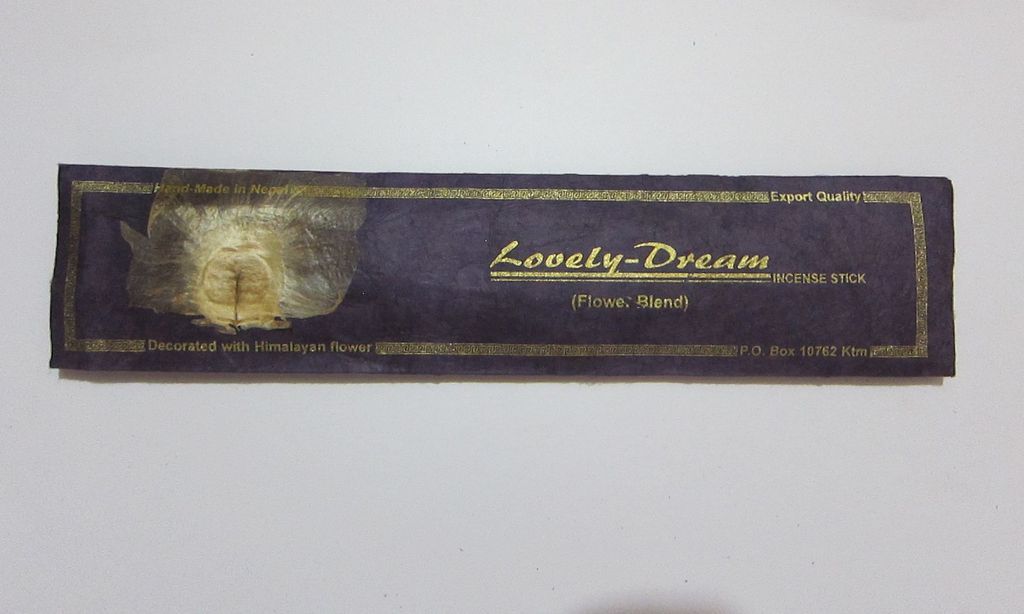 Hand-Made in Nepal
Export Quality
Lovely-Dream
INCENSE STICK
(Flower Blend)
Decorated with Himalayan flower
P.O. Box 10762 Ktm